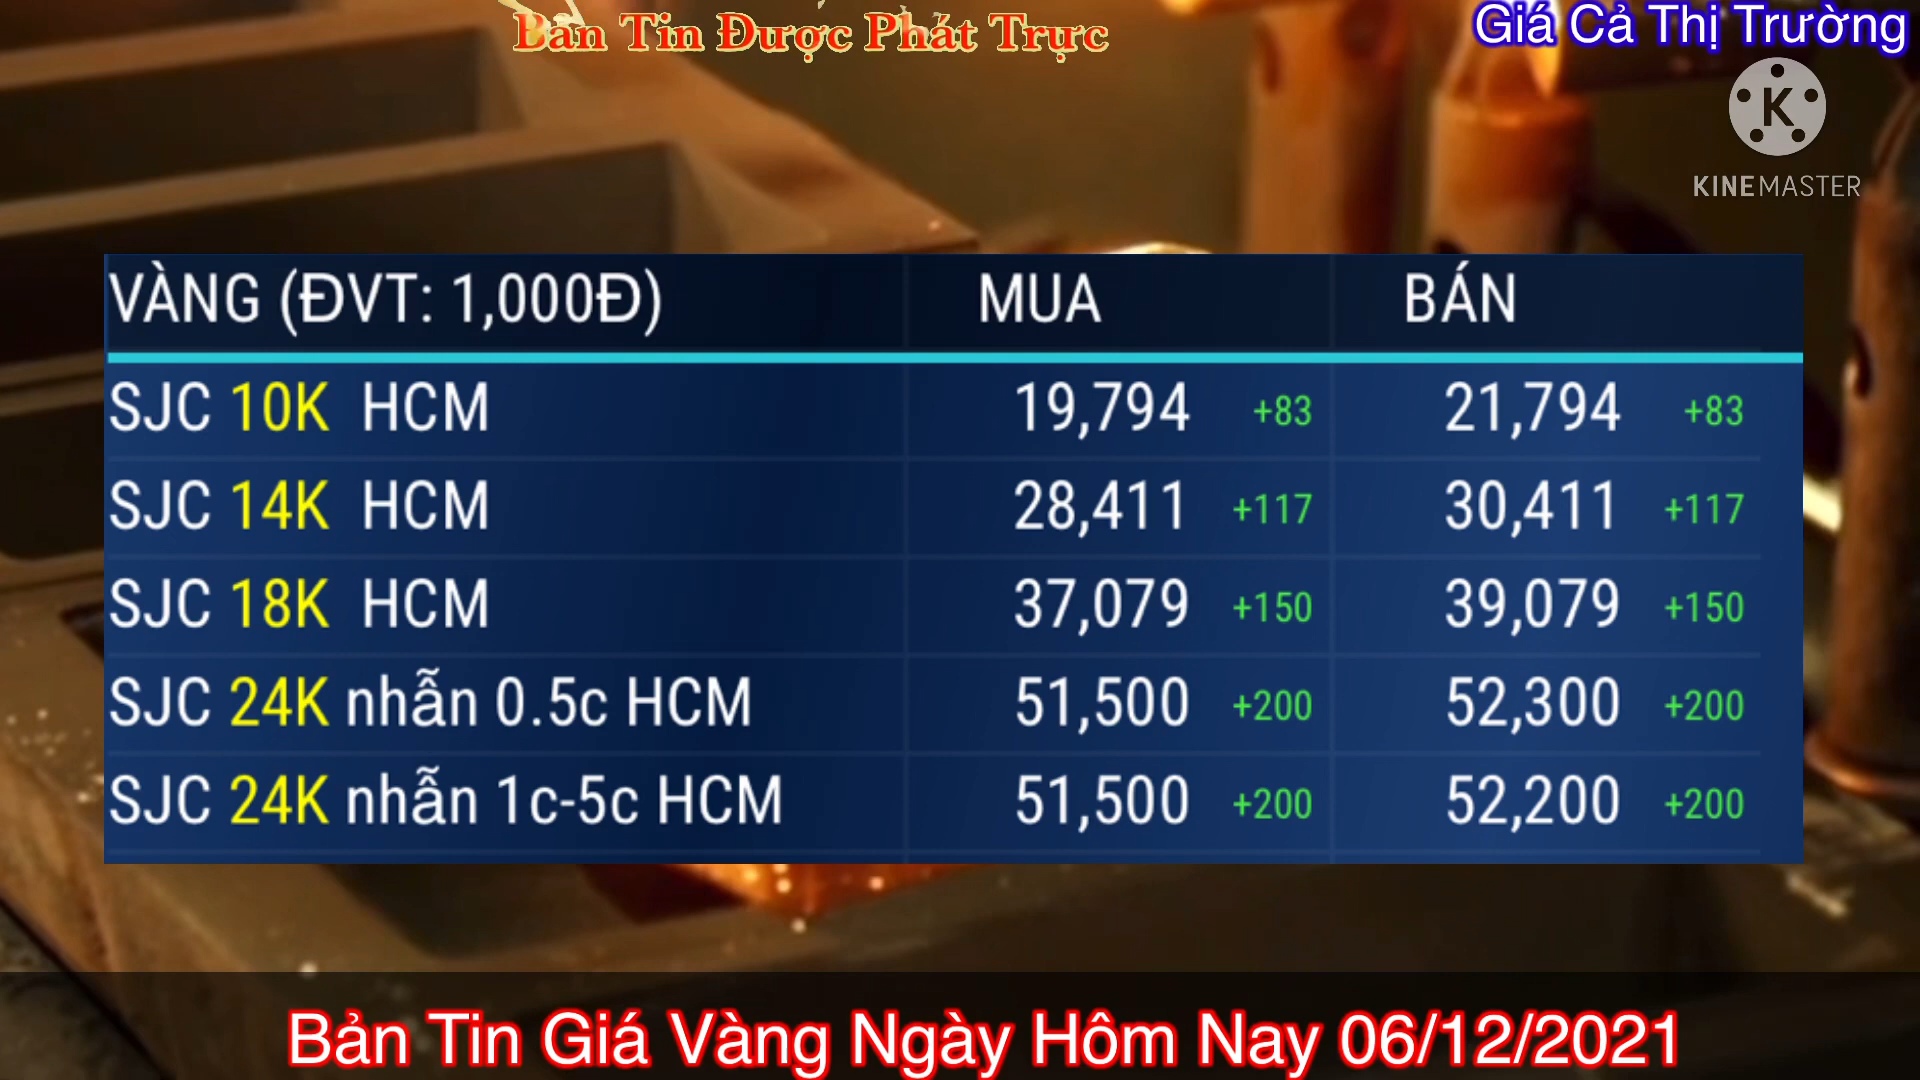 Bản Tin Được Phát Trực
Giá Cả Thị Trường
K
KINEMASTER
VÀNG (ĐVT: 1,000Đ) MUA BÁN
SJC 10K HCM 19,794 +83 21,794 +83
SJC 14K HCM 28,411 +117 30,411 +117
SJC 18K HCM 37,079 +150 39,079 +150
SJC 24K nhẫn 0.5c HCM 51,500 +200 52,300 +200
SJC 24K nhẫn 1c-5c HCM 51,500 +200 52,200 +200
Bản Tin Giá Vàng Ngày Hôm Nay 06/12/2021